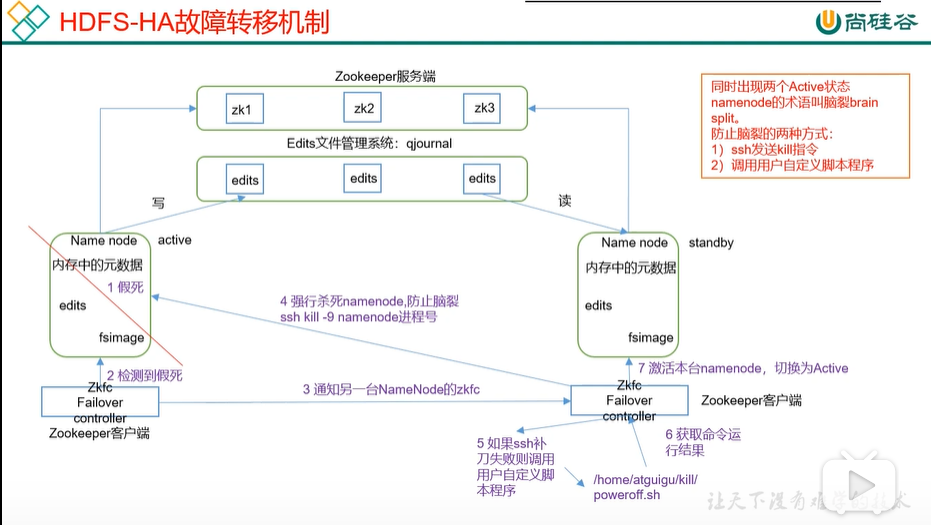 HDFS-HA故障转移机制
尚硅谷
Zookeeper服务端
zk1
zk2
zk3
Edits文件管理系统：qjournal
edits
edits
edits
同时出现两个Active状态
namenode的术语叫脑裂brain
split。
防止脑裂的两种方式：
1）ssh发送kill指令
2）调用用户自定义脚本程序
写
读
Name node
active
内存中的元数据
1 假死
edits
fsimage
Name node
standby
内存中的元数据
edits
fsimage
4 强行杀死namenode,防止脑裂
ssh kill -9 namenode进程号
2 检测到假死
Zkfc
Failover
controller
Zookeeper客户端
3 通知另一台NameNode的zkfc
7 激活本台namenode，切换为Active
Zkfc
Failover
controller
Zookeeper客户端
5 如果ssh补
刀失败则调用
用户自定义脚
本程序
6 获取命令运
行结果
/home/atguigu/kill/
poweroff.sh
让天下没有难学的技术